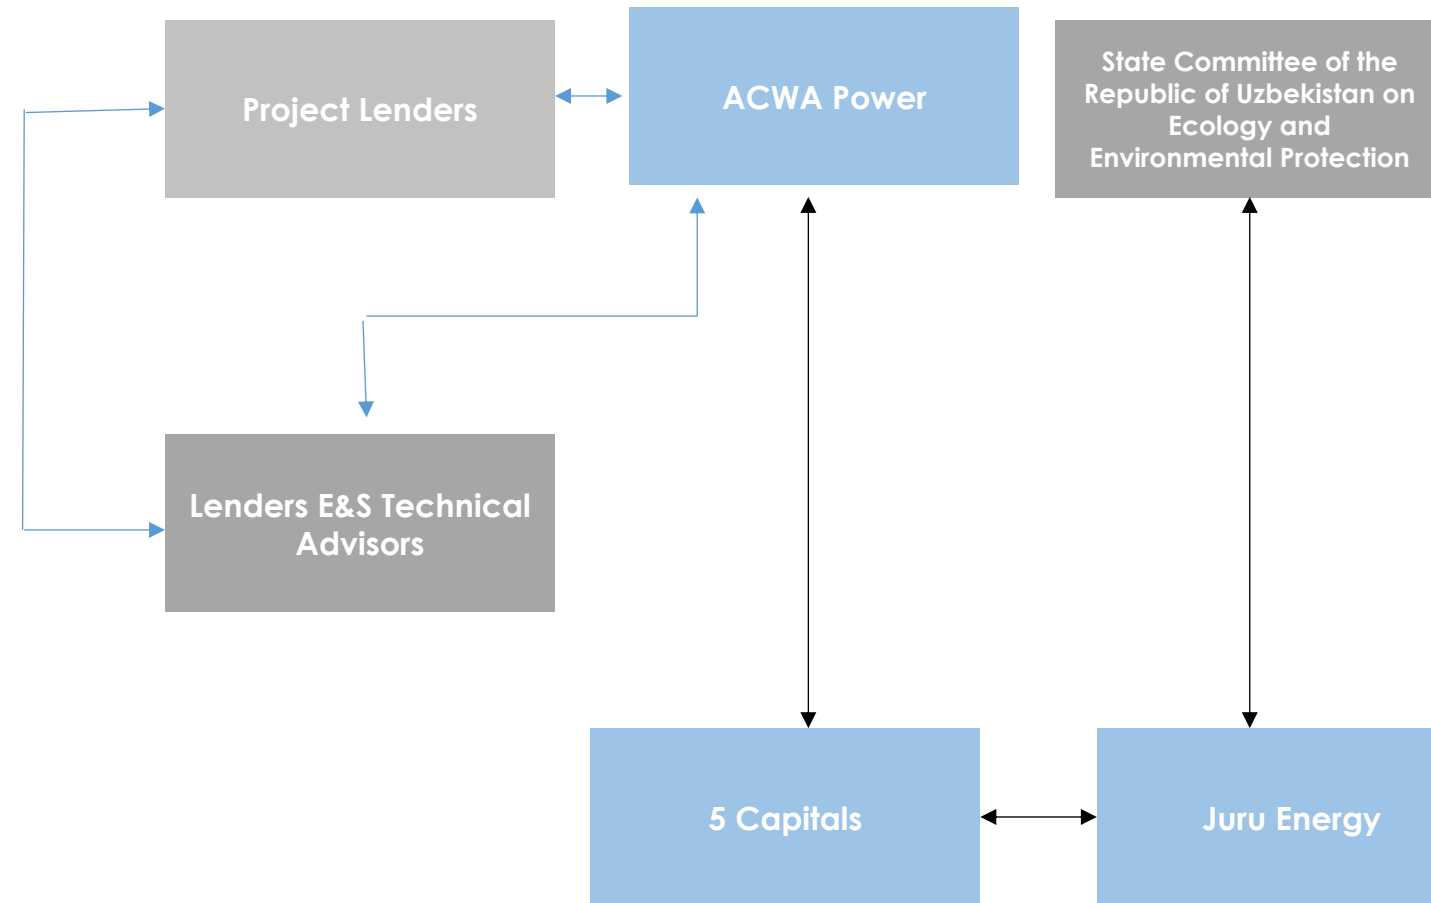 Project Lenders
ACWA Power
State Committee of the
Republic of Uzbekistan on
Ecology and
Environmental Protection
Lenders E&S Technical
Advisors
5 Capitals
Juru Energy